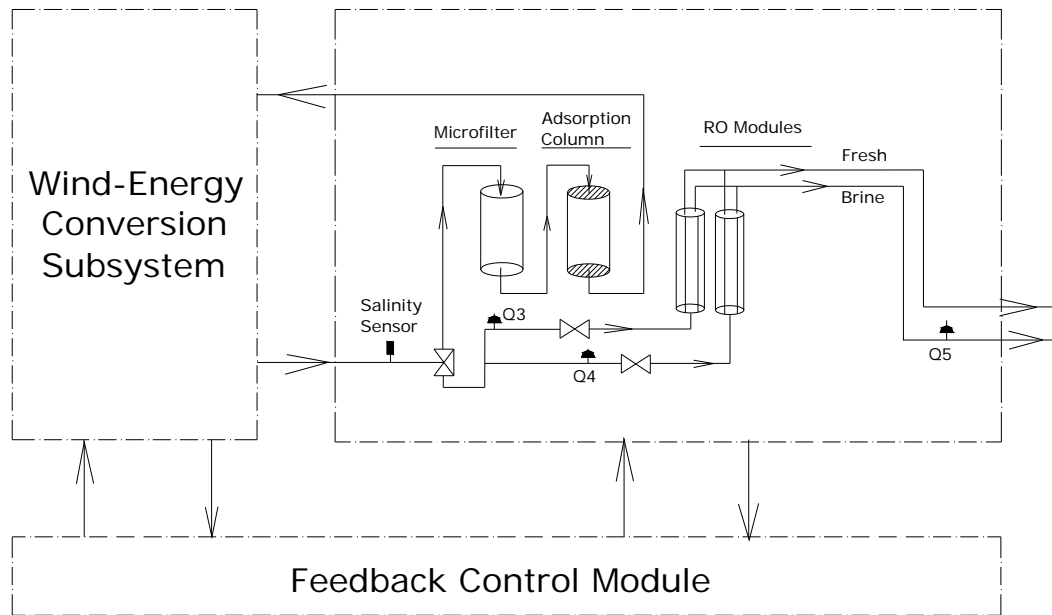 Wind-Energy
Conversion
Subsystem
Microfilter
Adsorption
Column
RO Modules
Fresh
Brine
Salinity
Sensor
Q3
Q4
Q5
Feedback Control Module